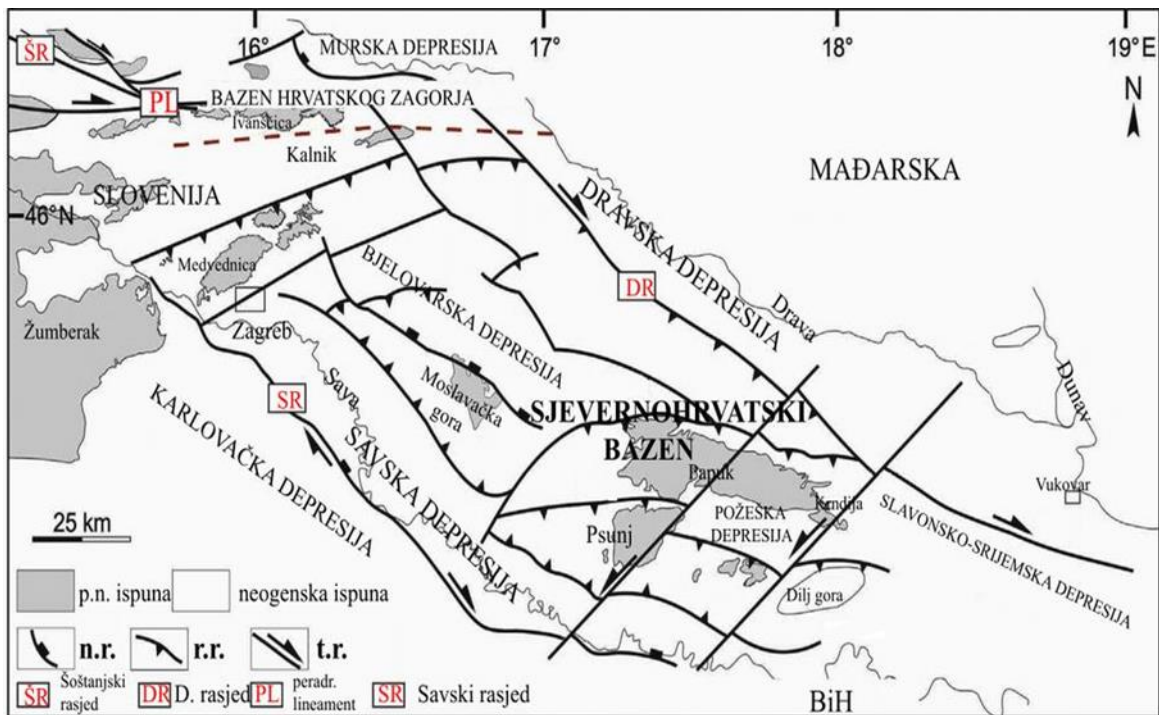 16°
17°
18°
19°E
ŠR
MURSKA DEPRESIJA
PL
BAZEN HRVATSKOG ZAGORJA
N
Ivanščica
Kalnik
MAĐARSKA
SLOVENIJA
46°N
DRAVSKA DEPRESIJA
Medvednica
BJELOVARSKA DEPRESIJA
DR
Drava
Žumberak
Zagreb
Dunav
Sava
Moslavačka
gora
SR
SJEVERNOHRVATSKI
BAZEN
KARLOVAČKA DEPRESIJA
SAVSKA DEPRESIJA
Papuk
Vukovar
Krndija
SLAVONSKO-SRIJEMSKA DEPRESIJA
25 km
Psunj
POŽEŠKA
DEPRESIJA
Dilj gora
p.n. ispuna
neogenska ispuna
n.r.
r.r.
t.r.
ŠR
Šoštanjski
rasjed
DR
D. rasjed
PL
peradr.
lineament
SR
Savski rasjed
BiH